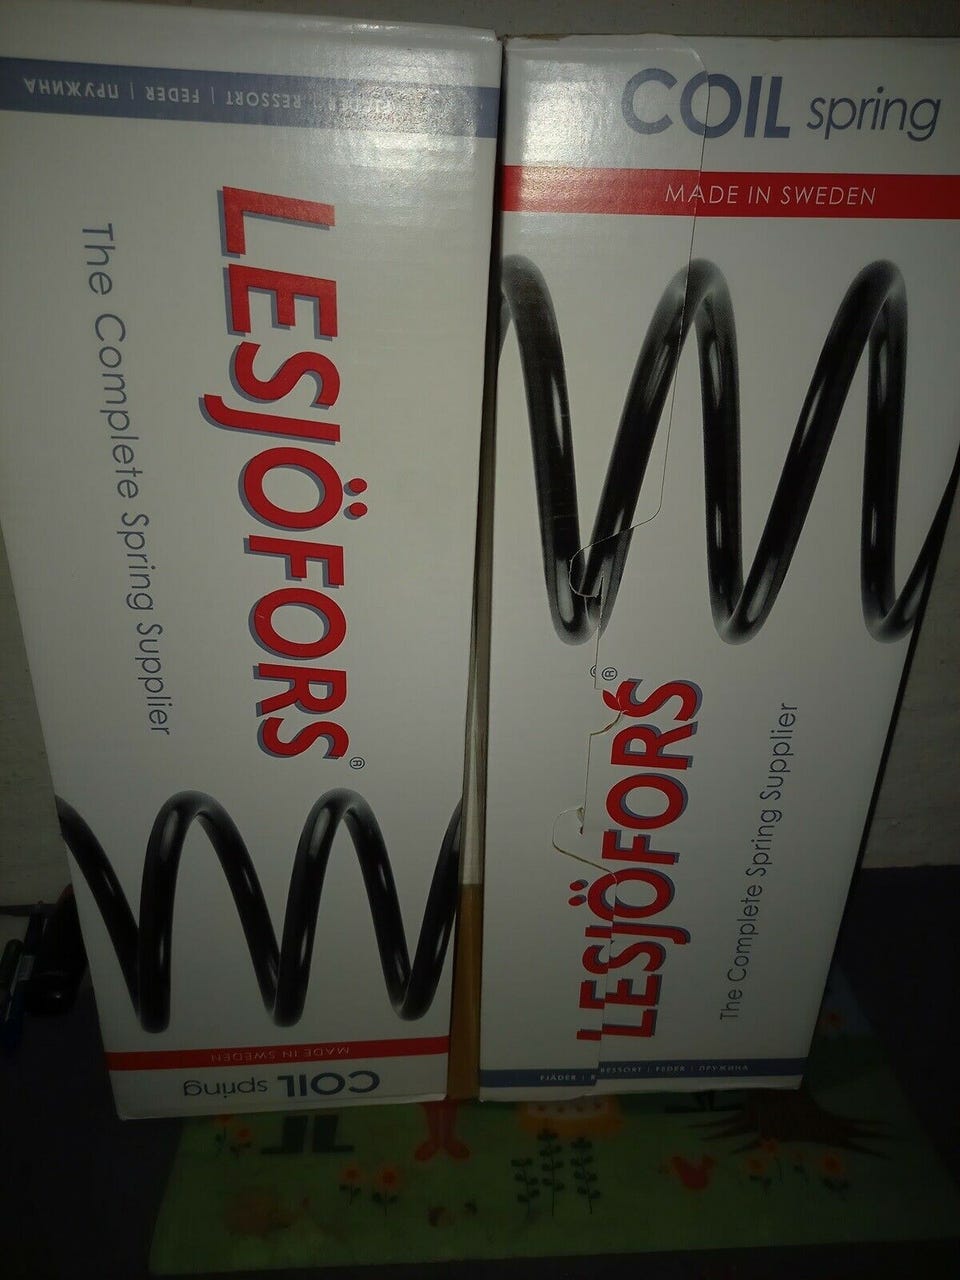 FJÄDER | RESSORT | FEDER | ПРУЖИНА
LESJÖFORS®
The Complete Spring Supplier
MADE IN SWEDEN
COIL spring
COIL spring
MADE IN SWEDEN
LESJÖFORS®
The Complete Spring Supplier
FJÄDER | RESSORT | FEDER | ПРУЖИНА